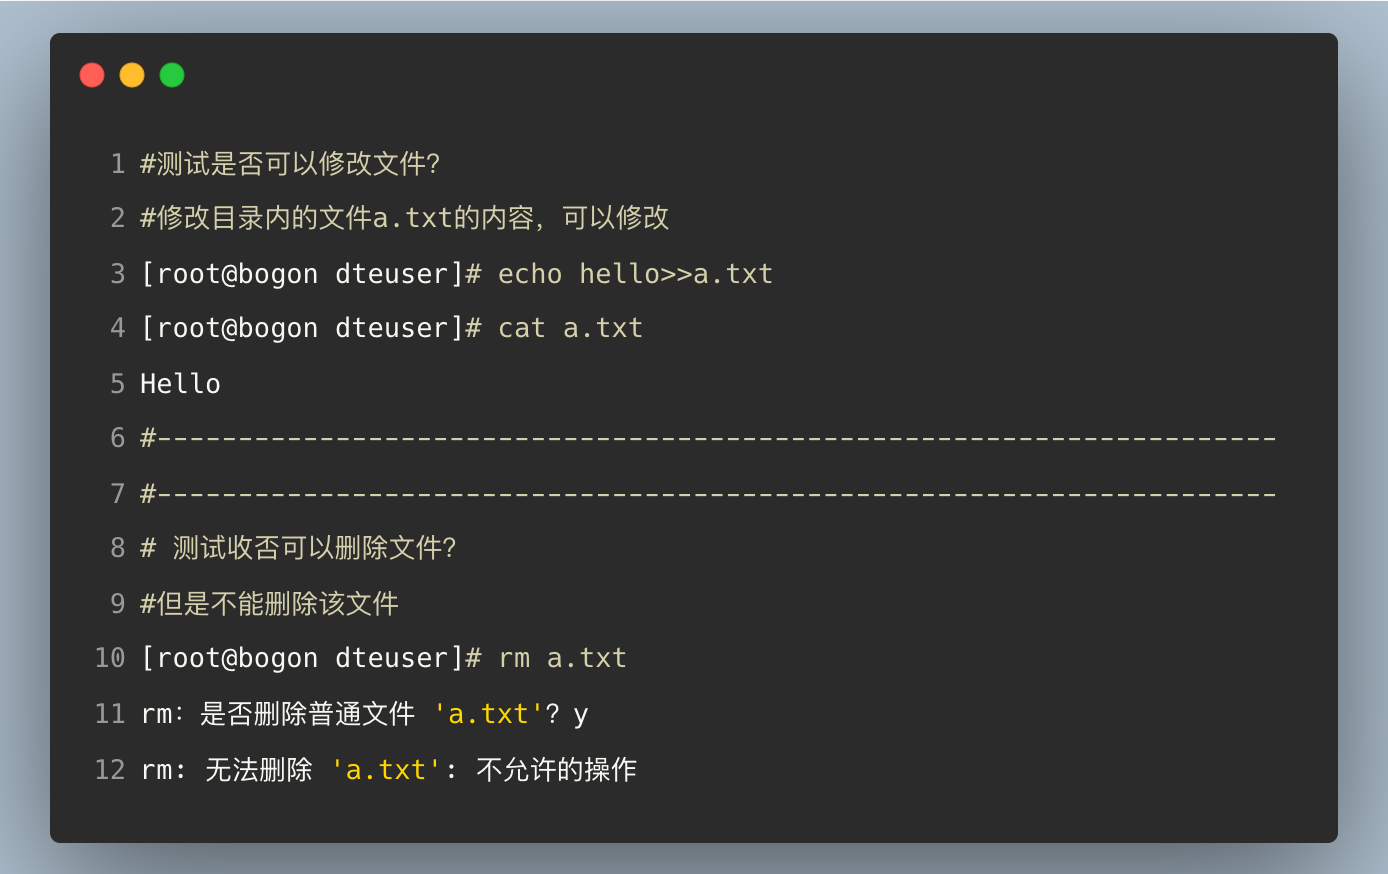 1 #测试是否可以修改文件?
2 #修改目录内的文件a.txt的内容，可以修改
3 [root@bogon dteuser]# echo hello>>a.txt
4 [root@bogon dteuser]# cat a.txt
5 Hello
6 #---------------------------------------------------------------------
7 #---------------------------------------------------------------------
8 # 测试收否可以删除文件?
9 #但是不能删除该文件
10 [root@bogon dteuser]# rm a.txt
11 rm：是否删除普通文件 'a.txt'？y
12 rm: 无法删除 'a.txt': 不允许的操作